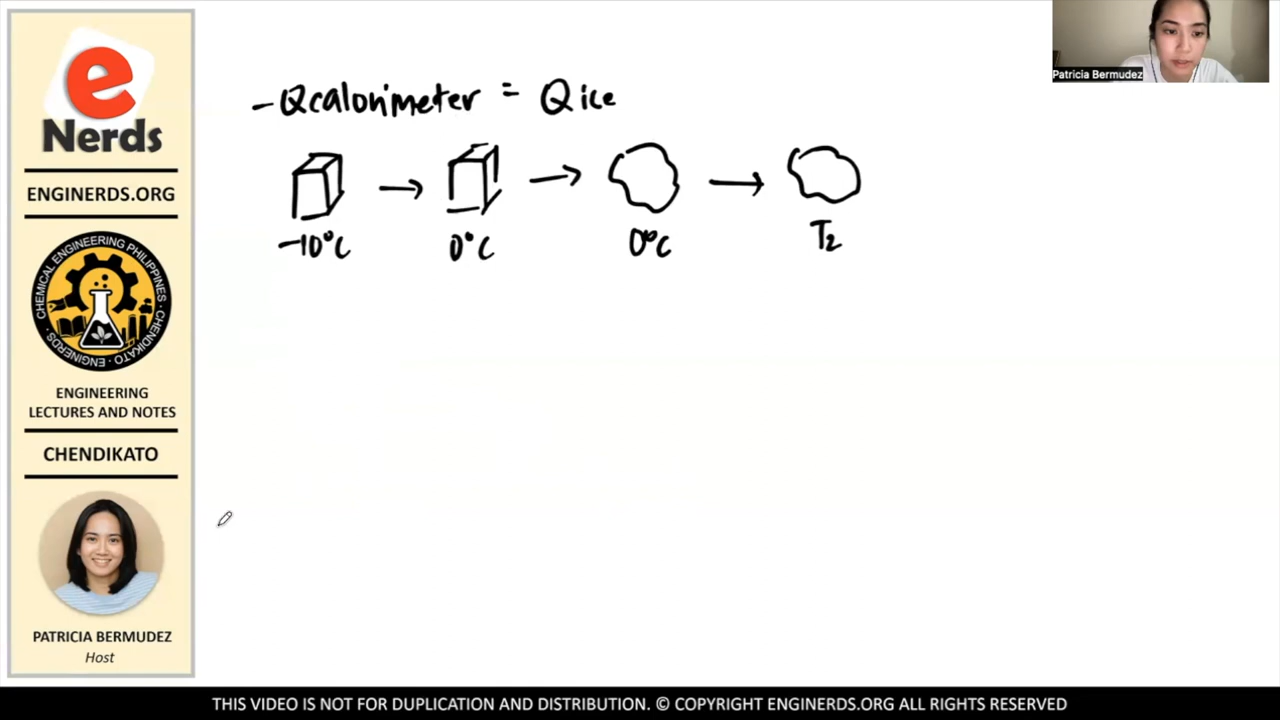 e
Nerds
ENGINERDS.ORG
CHEMICAL ENGINEERING PHILIPPINES
CHENDIKATO · ENGINERDS
ENGINEERING
LECTURES AND NOTES
CHENDIKATO
PATRICIA BERMUDEZ
Host
Patricia Bermudez
-Qcalorimeter = Qice
-10°C → 0°C → 0°C → T2
THIS VIDEO IS NOT FOR DUPLICATION AND DISTRIBUTION. © COPYRIGHT ENGINERDS.ORG ALL RIGHTS RESERVED